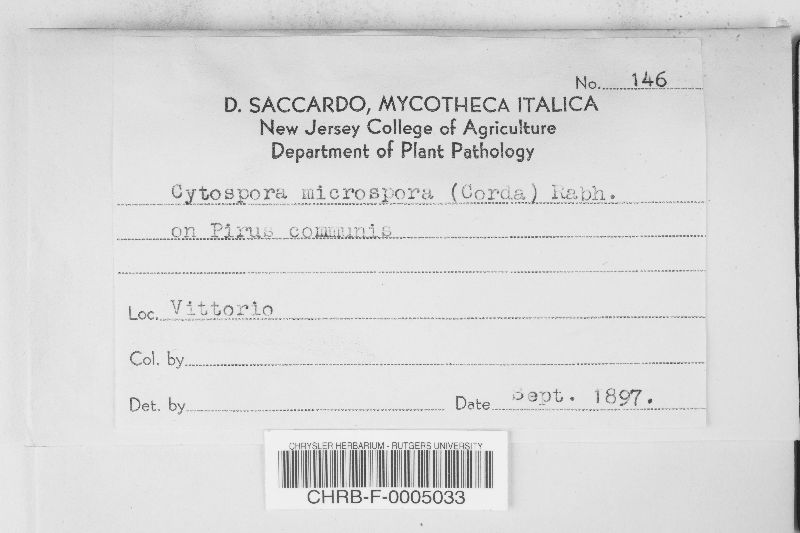 No. 146
D. SACCARDO, MYCOTHECA ITALICA
New Jersey College of Agriculture
Department of Plant Pathology
Cytospora microspora (Corda) Rabh.
on Pirus communis
Loc. Vittorio
Col. by
Det. by Date Sept. 1897.
CHRYSLER HERBARIUM - RUTGERS UNIVERSITY
CHRB-F-0005033